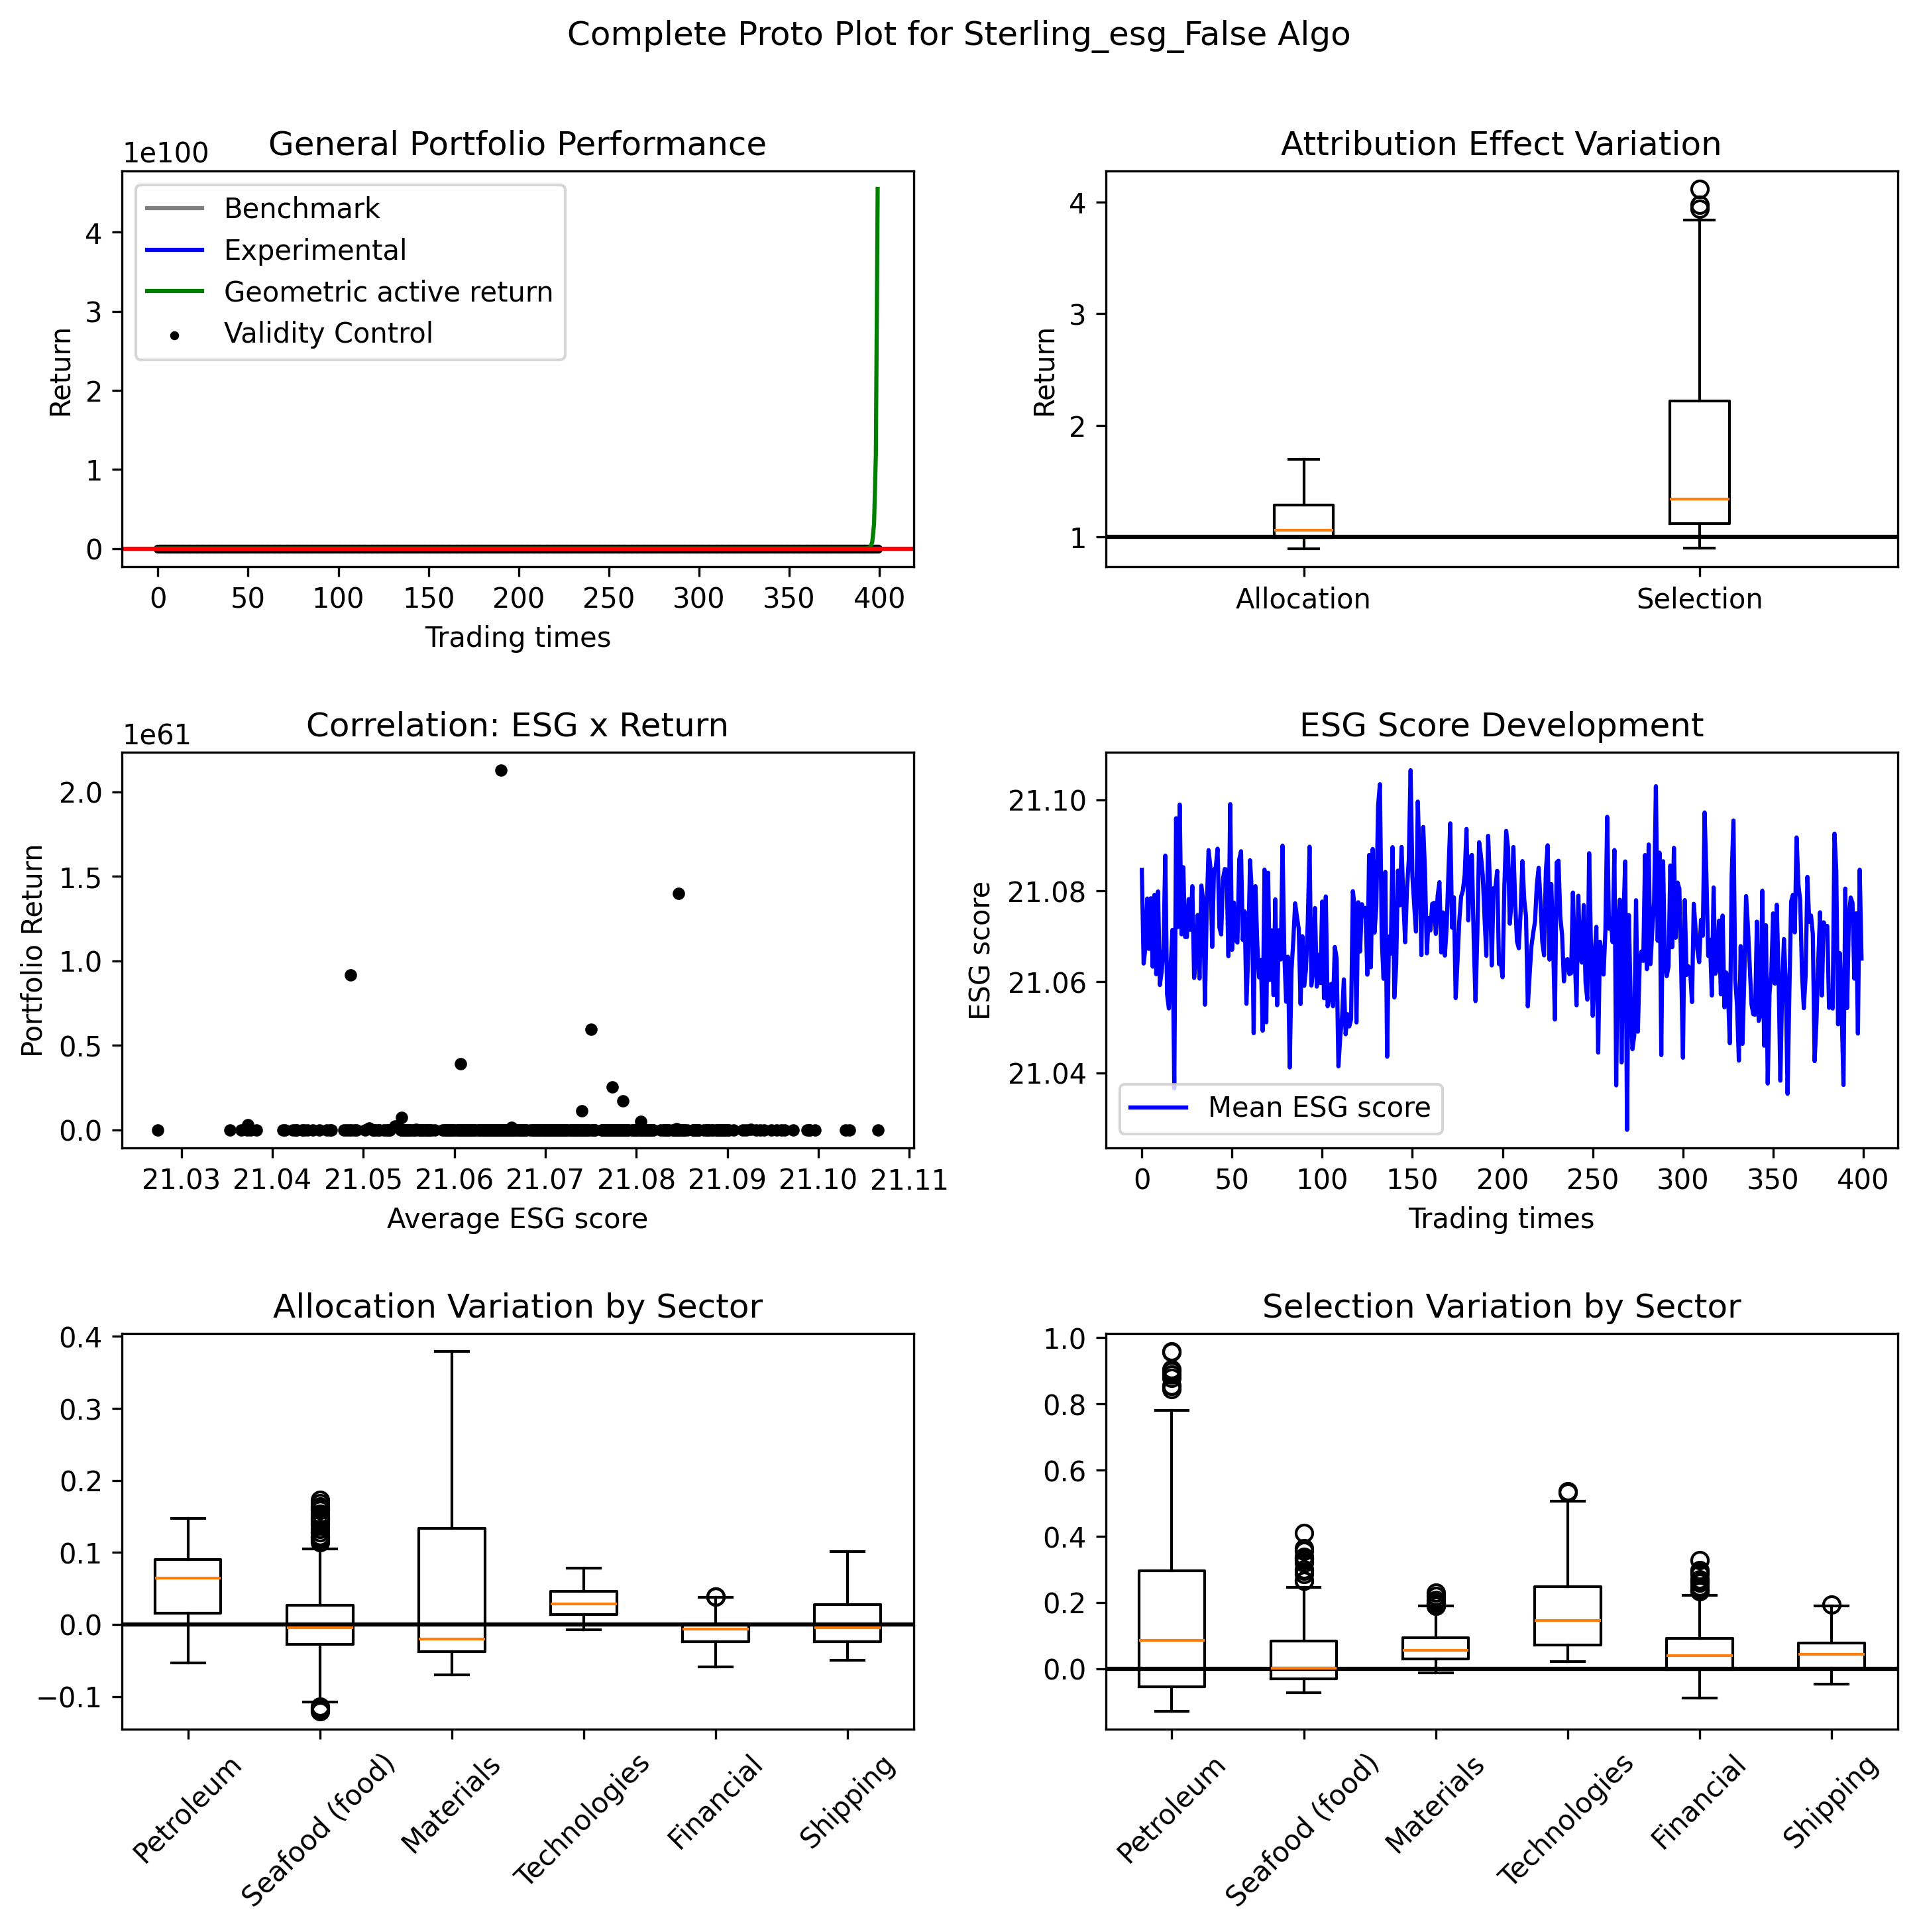 Complete Proto Plot for Sterling_esg_False Algo
General Portfolio Performance
1e100
Return
4
3
2
1
0
Benchmark
Experimental
Geometric active return
Validity Control
0 50 100 150 200 250 300 350 400
Trading times
Attribution Effect Variation
Return
4
3
2
1
Allocation Selection
Correlation: ESG x Return
1e61
Portfolio Return
2.0
1.5
1.0
0.5
0.0
21.03 21.04 21.05 21.06 21.07 21.08 21.09 21.10 21.11
Average ESG score
ESG Score Development
ESG score
21.10
21.08
21.06
21.04
Mean ESG score
0 50 100 150 200 250 300 350 400
Trading times
Allocation Variation by Sector
0.4
0.3
0.2
0.1
0.0
−0.1
Petroleum
Seafood (food)
Materials
Technologies
Financial
Shipping
Selection Variation by Sector
1.0
0.8
0.6
0.4
0.2
0.0
Petroleum
Seafood (food)
Materials
Technologies
Financial
Shipping